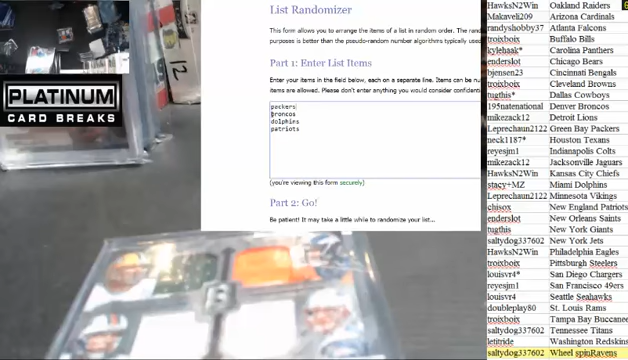 PLATINUM
CARD BREAKS
12
List Randomizer
This form allows you to arrange the items of a list in random order. The
purposes is better than the pseudo-random number algorithms typically used
Part 1: Enter List Items
Enter your items in the field below, each on a separate line. Items can be
items are allowed. Please don't enter anything you would consider
packers
broncos
dolphins
patriots
(you're viewing this form securely)
Part 2: Go!
Be patient! It may take a little while to randomize your list...
HawksN2Win Oakland Raiders
Makaveli209 Arizona Cardinals
randyshobby37 Atlanta Falcons
troixboix Buffalo Bills
kylehaak* Carolina Panthers
enderslot Chicago Bears
bjensen23 Cincinnati Bengals
troixboix Cleveland Browns
tugthis* Dallas Cowboys
195natenational Denver Broncos
mikezack12 Detroit Lions
Leprechaun2122 Green Bay Packers
neck1187* Houston Texans
reyesjm1 Indianapolis Colts
mikezack12 Jacksonville Jaguars
HawksN2Win Kansas City Chiefs
stacy+MZ Miami Dolphins
Leprechaun2122 Minnesota Vikings
chisox New England Patriots
enderslot New Orleans Saints
tugthis New York Giants
saltydog337602 New York Jets
HawksN2Win Philadelphia Eagles
troixboix Pittsburgh Steelers
louisvr4* San Diego Chargers
reyesjm1 San Francisco 49ers
louisvr4 Seattle Seahawks
doubleplay80 St. Louis Rams
troixboix Tampa Bay Buccanee
saltydog337602 Tennessee Titans
letitride Washington Redskins
saltydog337602 Wheel spinRavens